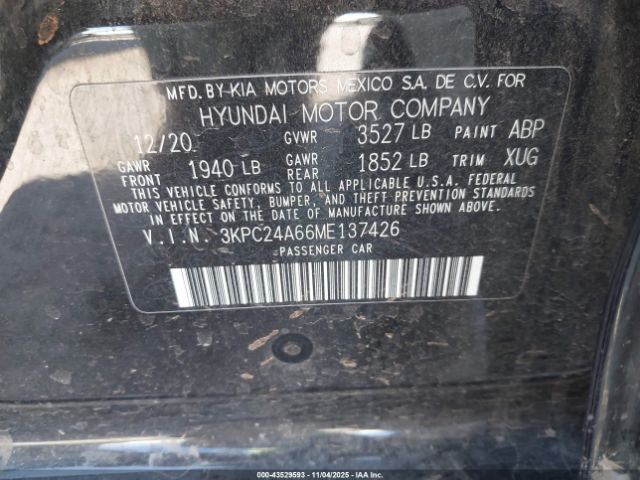 MFD. BY-KIA MOTORS MEXICO S.A. DE C.V. FOR
HYUNDAI MOTOR COMPANY
12/20 GVWR 3527 LB PAINT ABP
GAWR FRONT 1940 LB GAWR REAR 1852 LB TRIM XUG
THIS VEHICLE CONFORMS TO ALL APPLICABLE U.S.A. FEDERAL
MOTOR VEHICLE SAFETY, BUMPER, AND THEFT PREVENTION STANDARDS
IN EFFECT ON THE DATE OF MANUFACTURE SHOWN ABOVE.
V.I.N. 3KPC24A66ME137426
PASSENGER CAR
000-43529593 - 11/04/2025 - IAA, Inc.